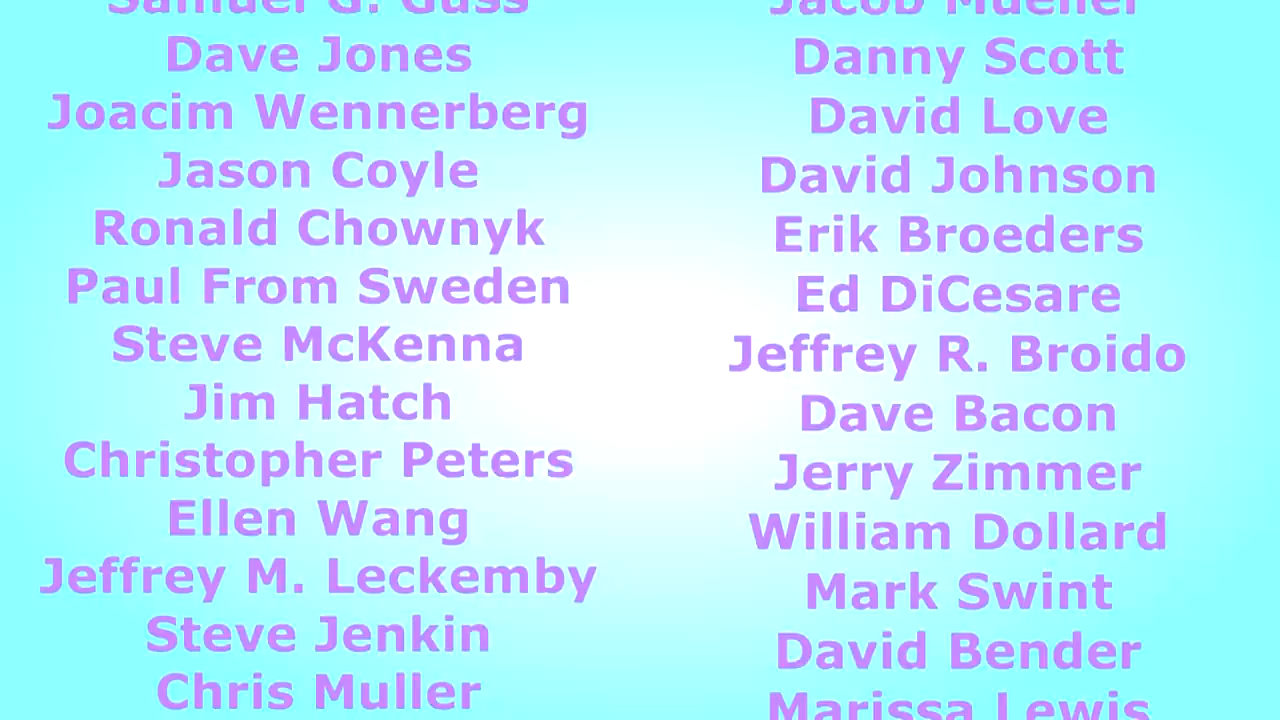 Samuel G. Guss
Dave Jones
Joacim Wennerberg
Jason Coyle
Ronald Chownyk
Paul From Sweden
Steve McKenna
Jim Hatch
Christopher Peters
Ellen Wang
Jeffrey M. Leckemby
Steve Jenkin
Chris Muller
Jacob Mueller
Danny Scott
David Love
David Johnson
Erik Broeders
Ed DiCesare
Jeffrey R. Broido
Dave Bacon
Jerry Zimmer
William Dollard
Mark Swint
David Bender
Marissa Lewis